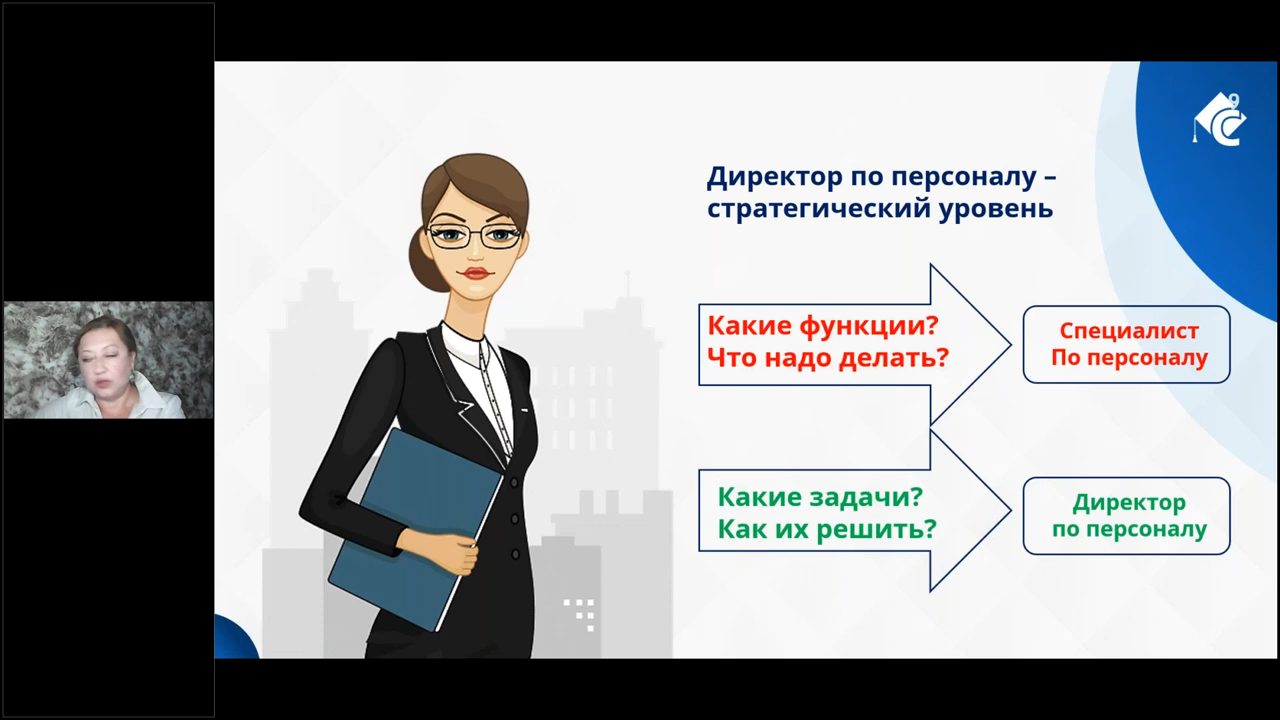 Директор по персоналу –
стратегический уровень
Какие функции?
Что надо делать?
Специалист
По персоналу
Какие задачи?
Как их решить?
Директор
по персоналу